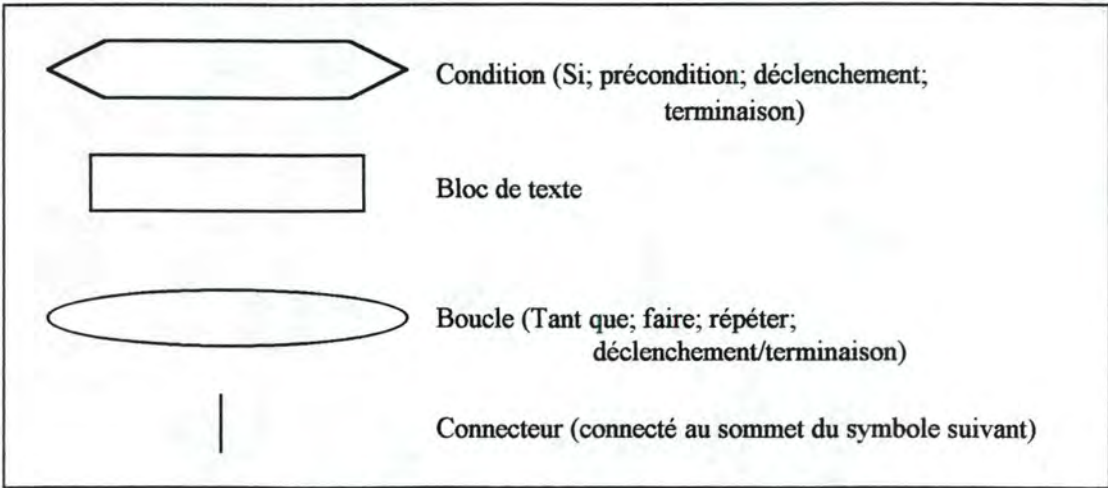 Condition (Si; précondition; déclenchement;
terminaison)
Bloc de texte
Boucle (Tant que; faire; répéter;
déclenchement/terminaison)
Connecteur (connecté au sommet du symbole suivant)